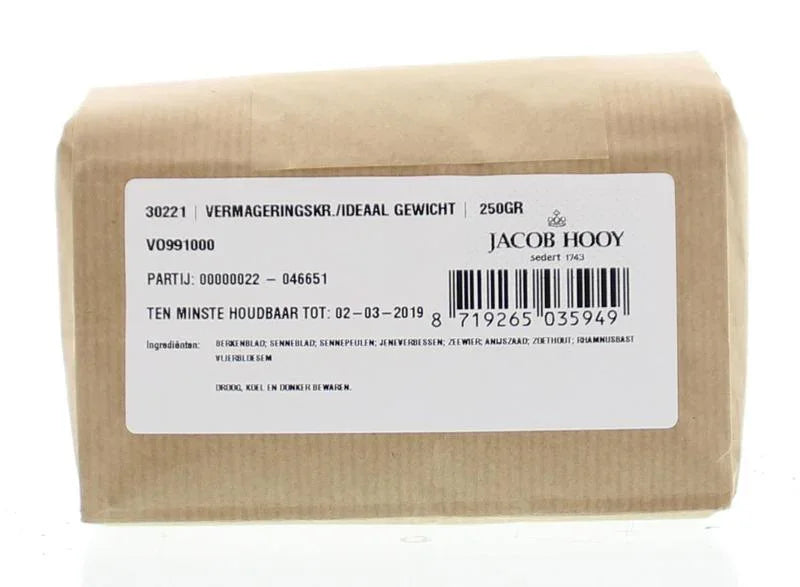 30221 | VERMAGERINGSKR./IDEAAL GEWICHT | 250GR
VO991000
JACOB HOOY
sedert 1743
PARTIJ: 00000022 - 046651
TEN MINSTE HOUDBAAR TOT: 02-03-2019
8 719265 035949
Ingrediënten: BERKENBLAD; SENNEBLAD; SENNEPEULEN; JENEVERBESSEN; ZEEWIER; ANIJSZAAD; ZOETHOUT; RHAMNUSBAST
VLIERBLOESEM
DROOG, KOEL EN DONKER BEWAREN.